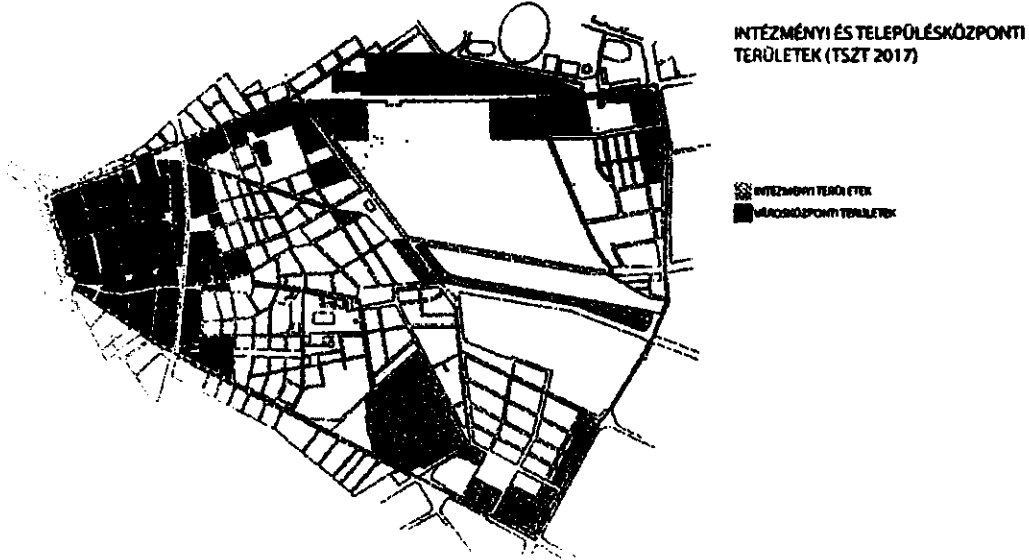 INTÉZMÉNYI ÉS TELEPÜLÉSKÖZPONTI
TERÜLETEK (TSZT 2017)
INTÉZMÉNYI TERÜLETEK
VÁROSKÖZPONTI TERÜLETEK